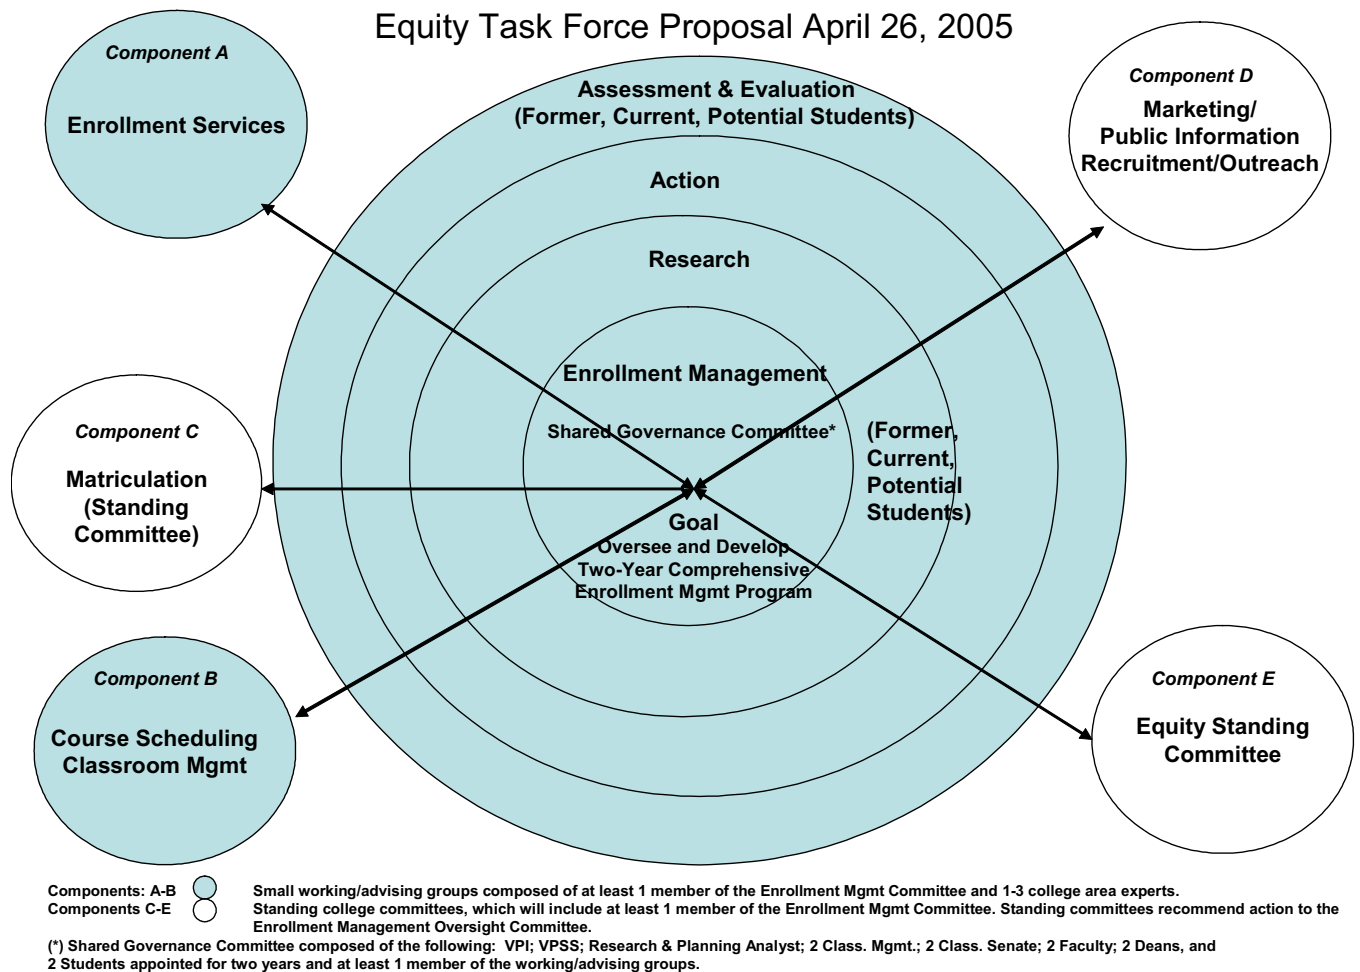 Equity Task Force Proposal April 26, 2005
Component A
Enrollment Services
Assessment & Evaluation
(Former, Current, Potential Students)
Component D
Marketing/
Public Information
Recruitment/Outreach
Action
Research
Enrollment Management
Shared Governance Committee*
(Former,
Current,
Potential
Students)
Component C
Matriculation
(Standing
Committee)
Goal
Oversee and Develop
Two-Year Comprehensive
Enrollment Mgmt Program
Component B
Course Scheduling
Classroom Mgmt
Component E
Equity Standing
Committee
Components: A-B Small working/advising groups composed of at least 1 member of the Enrollment Mgmt Committee and 1-3 college area experts.
Components C-E Standing college committees, which will include at least 1 member of the Enrollment Mgmt Committee. Standing committees recommend action to the
Enrollment Management Oversight Committee.
(*) Shared Governance Committee composed of the following: VPI; VPSS; Research & Planning Analyst; 2 Class. Mgmt.; 2 Class. Senate; 2 Faculty; 2 Deans, and
2 Students appointed for two years and at least 1 member of the working/advising groups.